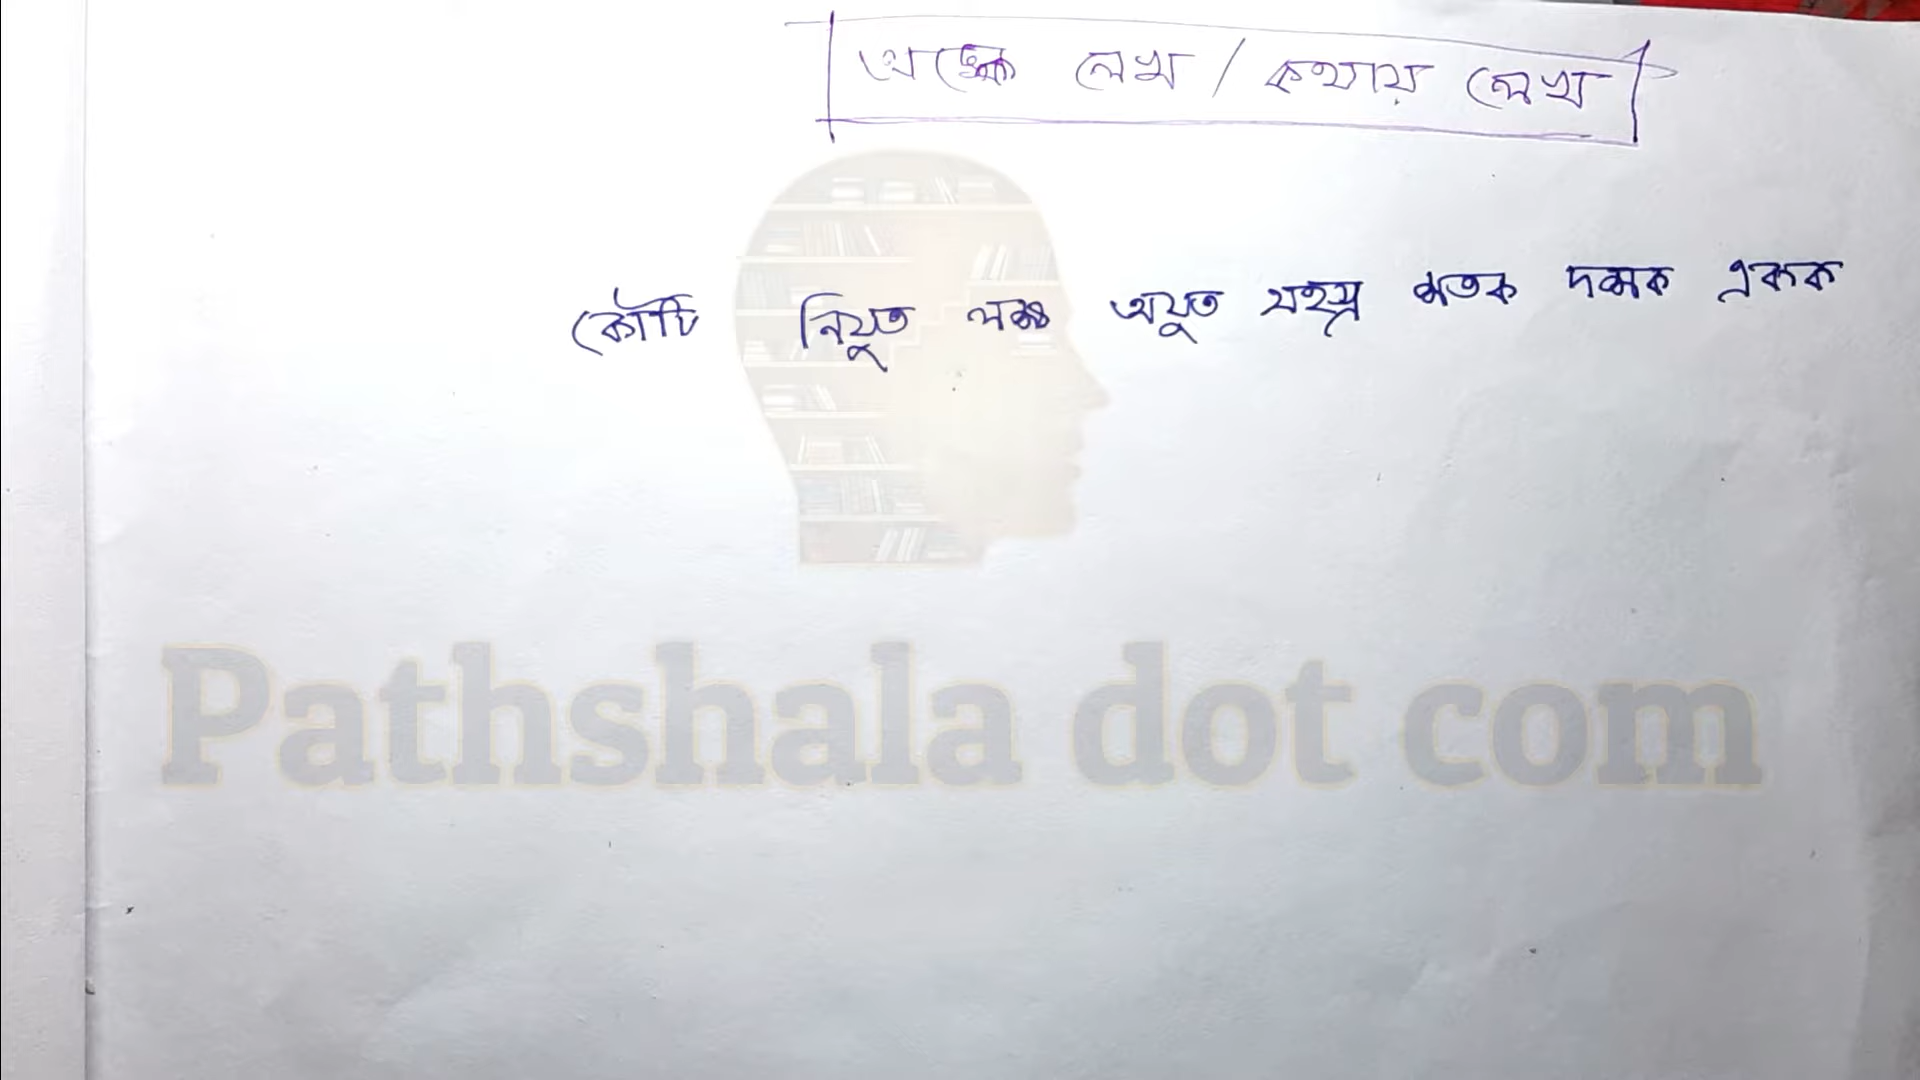 অঙ্কে লেখ / কথায় লেখ
কোটি নিযুত লক্ষ অযুত সহস্র শতক দশক একক
Pathshala dot com